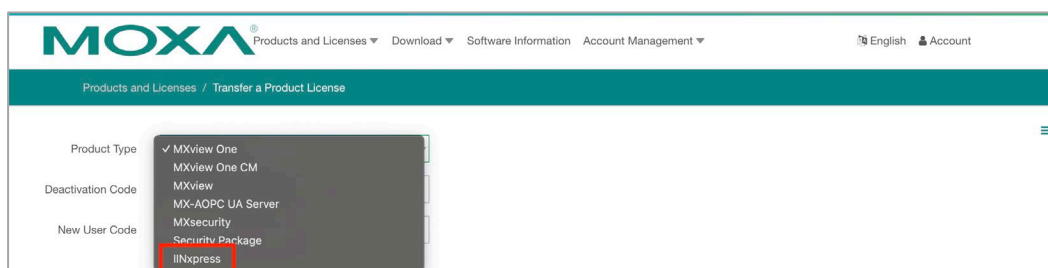 MOXA®
Products and Licenses ▼ Download ▼ Software Information Account Management ▼ English Account
Products and Licenses / Transfer a Product License
Product Type
✓ MXview One
MXview One CM
Deactivation Code
MXview
MX-AOPC UA Server
New User Code
MXsecurity
Security Package
IINxpress